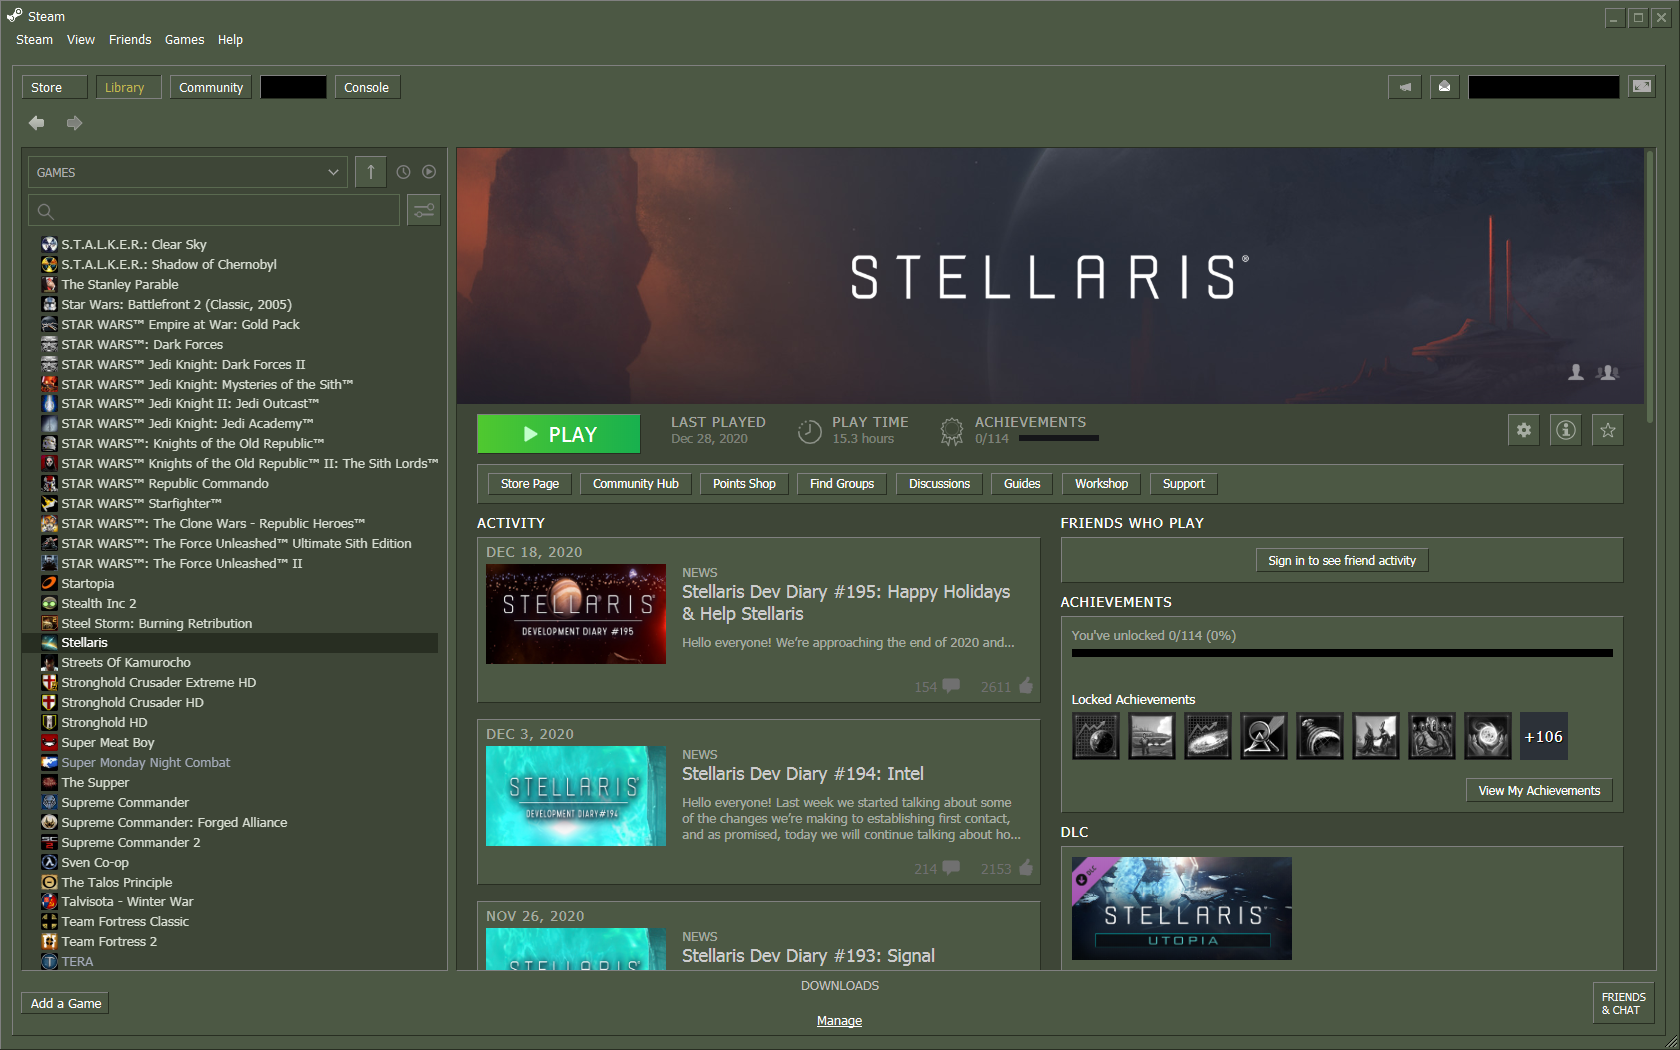 Steam
Steam View Friends Games Help
Store Library Community Console
GAMES
S.T.A.L.K.E.R.: Clear Sky
S.T.A.L.K.E.R.: Shadow of Chernobyl
The Stanley Parable
Star Wars: Battlefront 2 (Classic, 2005)
STAR WARS™ Empire at War: Gold Pack
STAR WARS™: Dark Forces
STAR WARS™ Jedi Knight: Dark Forces II
STAR WARS™ Jedi Knight: Mysteries of the Sith™
STAR WARS™ Jedi Knight II: Jedi Outcast™
STAR WARS™ Jedi Knight: Jedi Academy™
STAR WARS™: Knights of the Old Republic™
STAR WARS™ Knights of the Old Republic™ II: The Sith Lords™
STAR WARS™ Republic Commando
STAR WARS™ Starfighter™
STAR WARS™: The Clone Wars - Republic Heroes™
STAR WARS™: The Force Unleashed™ Ultimate Sith Edition
STAR WARS™: The Force Unleashed™ II
Startopia
Stealth Inc 2
Steel Storm: Burning Retribution
Stellaris
Streets Of Kamurocho
Stronghold Crusader Extreme HD
Stronghold Crusader HD
Stronghold HD
Super Meat Boy
Super Monday Night Combat
The Supper
Supreme Commander
Supreme Commander: Forged Alliance
Supreme Commander 2
Sven Co-op
The Talos Principle
Talvisota - Winter War
Team Fortress Classic
Team Fortress 2
TERA
STELLARIS®
PLAY
LAST PLAYED
Dec 28, 2020
PLAY TIME
15.3 hours
ACHIEVEMENTS
0/114
Store Page Community Hub Points Shop Find Groups Discussions Guides Workshop Support
ACTIVITY
DEC 18, 2020
STELLARIS®
DEVELOPMENT DIARY #195
NEWS
Stellaris Dev Diary #195: Happy Holidays
& Help Stellaris
Hello everyone! We're approaching the end of 2020 and...
154 2611
DEC 3, 2020
STELLARIS®
DEVELOPMENT DIARY#194
NEWS
Stellaris Dev Diary #194: Intel
Hello everyone! Last week we started talking about some
of the changes we're making to establishing first contact,
and as promised, today we will continue talking about ho...
214 2153
NOV 26, 2020
STELLARIS®
NEWS
Stellaris Dev Diary #193: Signal
FRIENDS WHO PLAY
Sign in to see friend activity
ACHIEVEMENTS
You've unlocked 0/114 (0%)
Locked Achievements
+106
View My Achievements
DLC
DLC
STELLARIS®
UTOPIA
Add a Game
DOWNLOADS
Manage
FRIENDS
& CHAT